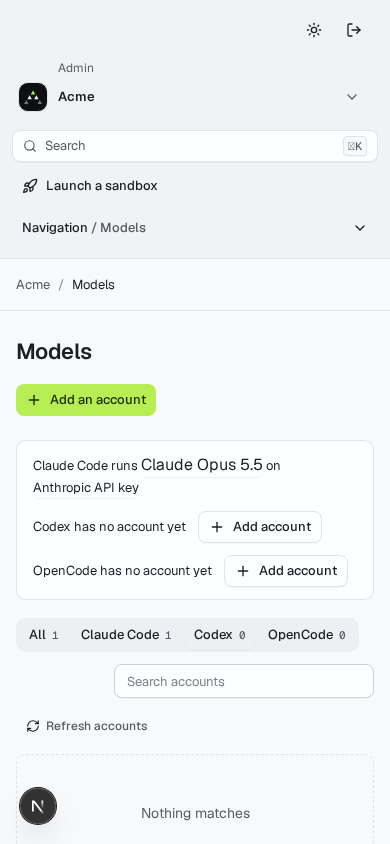 Admin
Acme
Search
K
Launch a sandbox
Navigation / Models
Acme / Models
Models
Add an account
Claude Code runs Claude Opus 5.5 on
Anthropic API key
Codex has no account yet
Add account
OpenCode has no account yet
Add account
All 1 Claude Code 1 Codex 0 OpenCode 0
Search accounts
Refresh accounts
N
Nothing matches